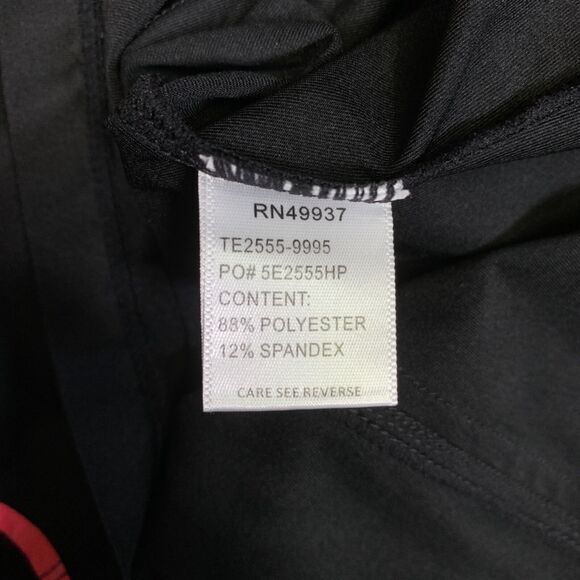 RN49937
TE2555-9995
PO# 5E2555HP
CONTENT:
88% POLYESTER
12% SPANDEX
CARE SEE REVERSE